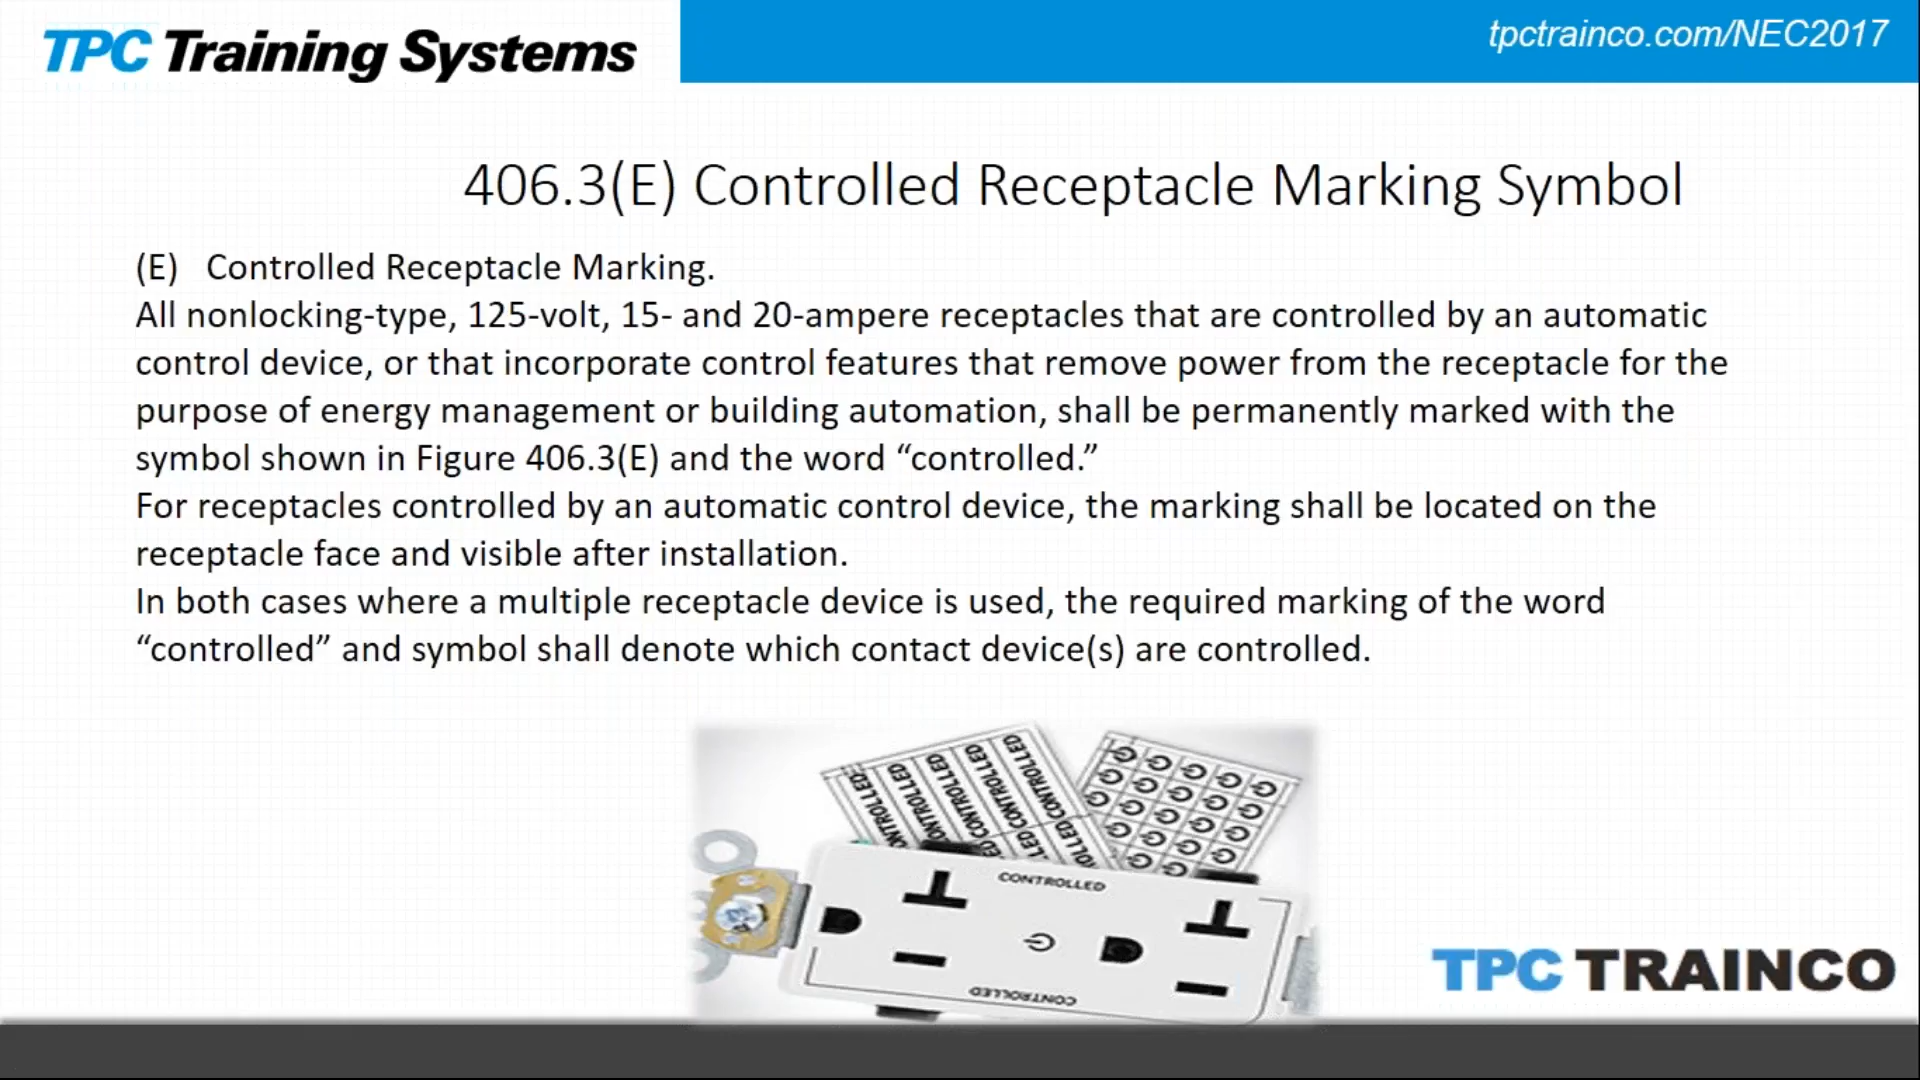 TPC Training Systems
tpctrainco.com/NEC2017
406.3(E) Controlled Receptacle Marking Symbol
(E) Controlled Receptacle Marking.
All nonlocking-type, 125-volt, 15- and 20-ampere receptacles that are controlled by an automatic
control device, or that incorporate control features that remove power from the receptacle for the
purpose of energy management or building automation, shall be permanently marked with the
symbol shown in Figure 406.3(E) and the word “controlled.”
For receptacles controlled by an automatic control device, the marking shall be located on the
receptacle face and visible after installation.
In both cases where a multiple receptacle device is used, the required marking of the word
“controlled” and symbol shall denote which contact device(s) are controlled.
CONTROLLED
CONTROLLED
CONTROLLED
CONTROLLED
CONTROLLED
CONTROLLED
CONTROLLED
TPC TRAINCO